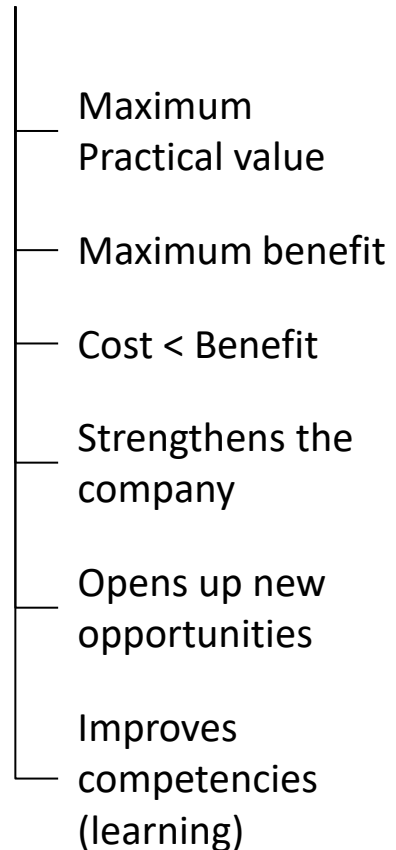 Maximum
Practical value
Maximum benefit
Cost < Benefit
Strengthens the
company
Opens up new
opportunities
Improves
competencies
(learning)